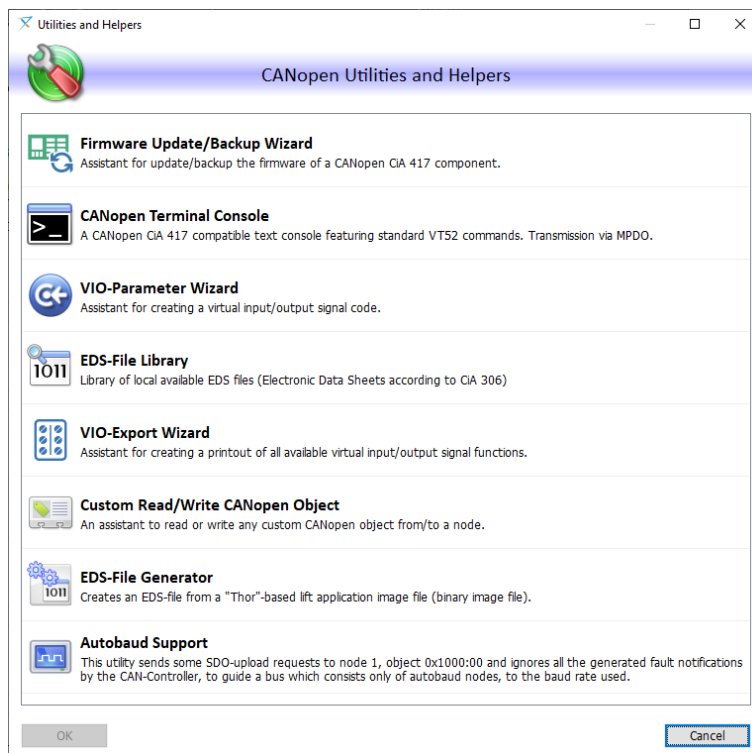 Utilities and Helpers
CANopen Utilities and Helpers
Firmware Update/Backup Wizard
Assistant for update/backup the firmware of a CANopen CiA 417 component.
>_
CANopen Terminal Console
A CANopen CiA 417 compatible text console featuring standard VT52 commands. Transmission via MPDO.
VIO-Parameter Wizard
Assistant for creating a virtual input/output signal code.
1011
EDS-File Library
Library of local available EDS files (Electronic Data Sheets according to CiA 306)
VIO-Export Wizard
Assistant for creating a printout of all available virtual input/output signal functions.
Custom Read/Write CANopen Object
An assistant to read or write any custom CANopen object from/to a node.
1011
EDS-File Generator
Creates an EDS-file from a "Thor"-based lift application image file (binary image file).
Autobaud Support
This utility sends some SDO-upload requests to node 1, object 0x1000:00 and ignores all the generated fault notifications
by the CAN-Controller, to guide a bus which consists only of autobaud nodes, to the baud rate used.
OK
Cancel